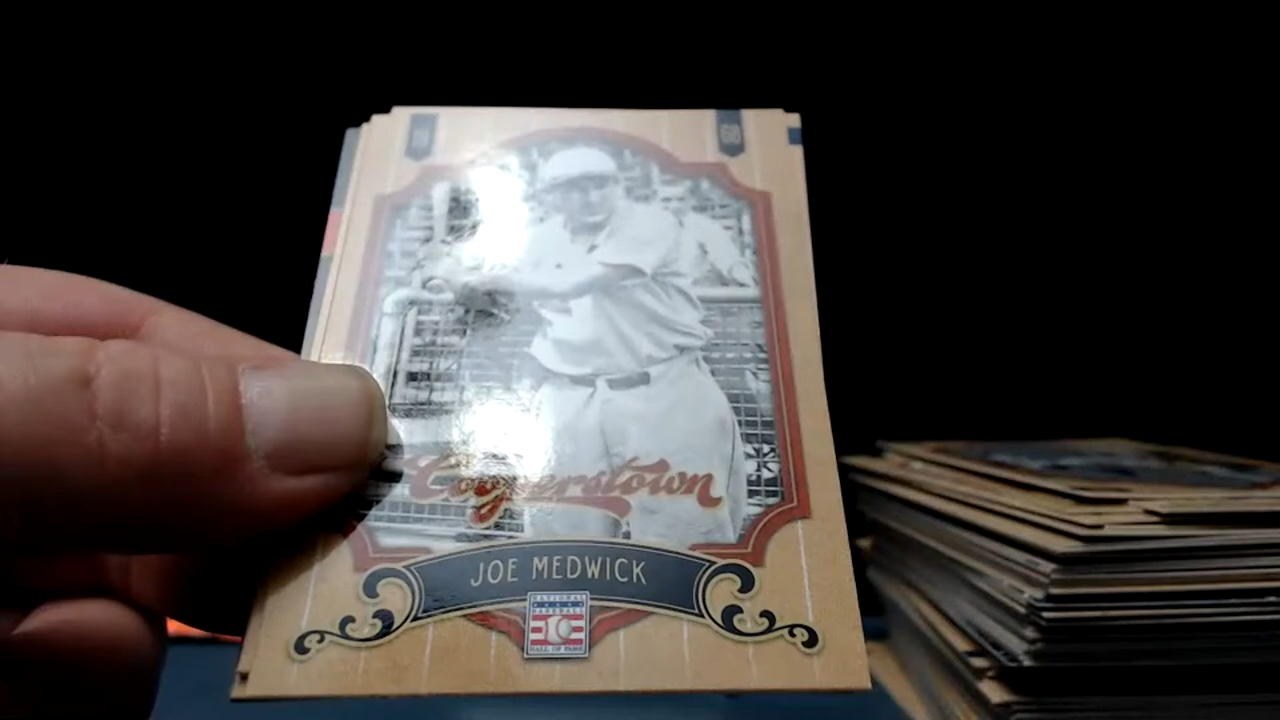 Cooperstown
JOE MEDWICK
NATIONAL
BASEBALL
HALL OF FAME